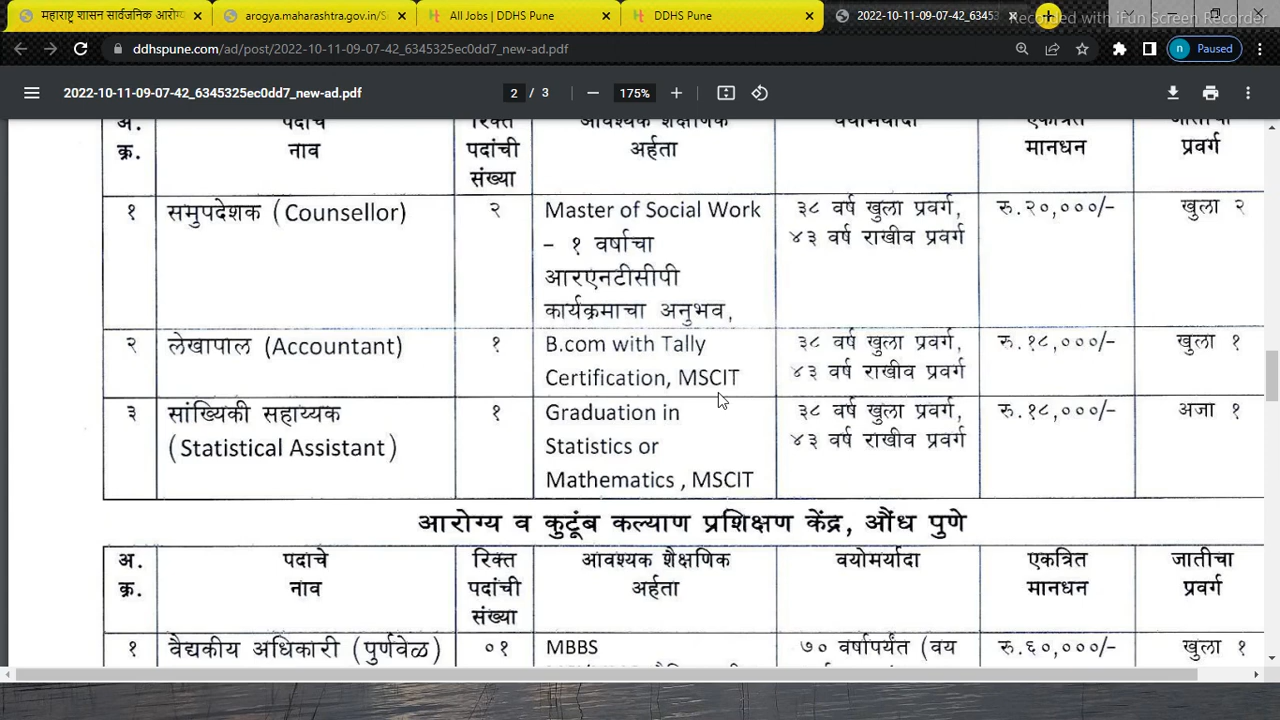 महाराष्ट्र शासन सार्वजनिक आरोग्य
arogya.maharashtra.gov.in/Si
All Jobs | DDHS Pune
DDHS Pune
2022-10-11-09-07-42_6345325
Recorded with iFun Screen Recorder
ddhspune.com/ad/post/2022-10-11-09-07-42_6345325ec0dd7_new-ad.pdf
n Paused
2022-10-11-09-07-42_6345325ec0dd7_new-ad.pdf
2 / 3
175%
अ. पदाचे रिक्त आवश्यक शैक्षणिक वयोमर्यादा एकत्रित जातीचा
क्र. नाव पदांची अर्हता मानधन प्रवर्ग
संख्या
१ समुपदेशक (Counsellor) २ Master of Social Work ३८ वर्ष खुला प्रवर्ग, रू.२०,०००/- खुला २
- १ वर्षाचा ४३ वर्ष राखीव प्रवर्ग
आरएनटीसीपी
कार्यक्रमाचा अनुभव,
२ लेखापाल (Accountant) १ B.com with Tally ३८ वर्ष खुला प्रवर्ग, रू.१८,०००/- खुला १
Certification, MSCIT ४३ वर्ष राखीव प्रवर्ग
३ सांख्यिकी सहाय्यक १ Graduation in ३८ वर्ष खुला प्रवर्ग, रू.१८,०००/- अजा १
(Statistical Assistant) Statistics or ४३ वर्ष राखीव प्रवर्ग
Mathematics , MSCIT
आरोग्य व कुटूंब कल्याण प्रशिक्षण केंद्र, औंध पुणे
अ. पदाचे रिक्त आवश्यक शैक्षणिक वयोमर्यादा एकत्रित जातीचा
क्र. नाव पदांची अर्हता मानधन प्रवर्ग
संख्या
१ वैद्यकीय अधिकारी (पुर्णवेळ) ०१ MBBS ७० वर्षापर्यंत (वय रू.६०,०००/- खुला १